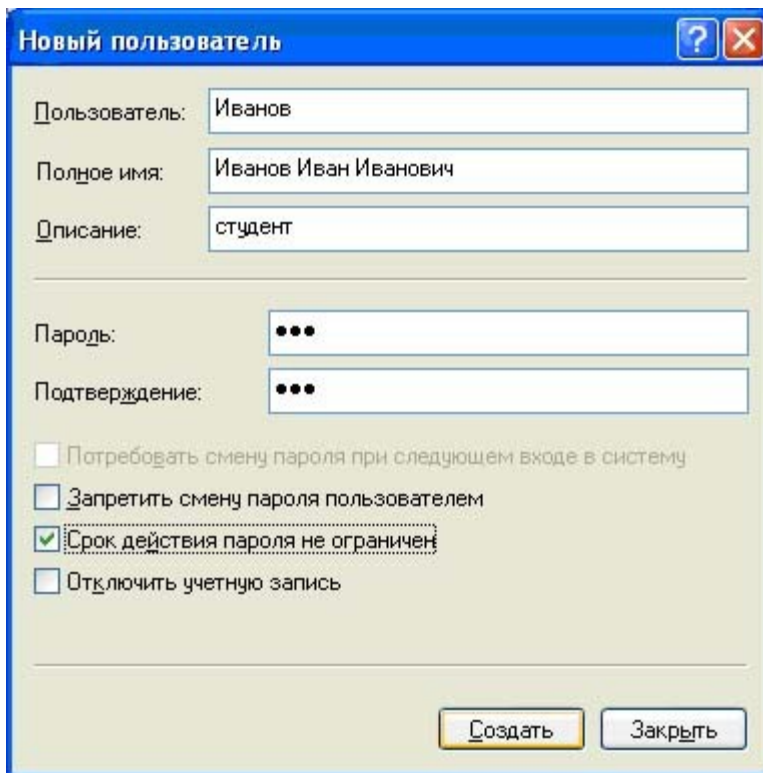 Новый пользователь
Пользователь: Иванов
Полное имя: Иванов Иван Иванович
Описание: студент
Пароль: •••
Подтверждение: •••
Потребовать смену пароля при следующем входе в систему
Запретить смену пароля пользователем
Срок действия пароля не ограничен
Отключить учетную запись
Создать Закрыть